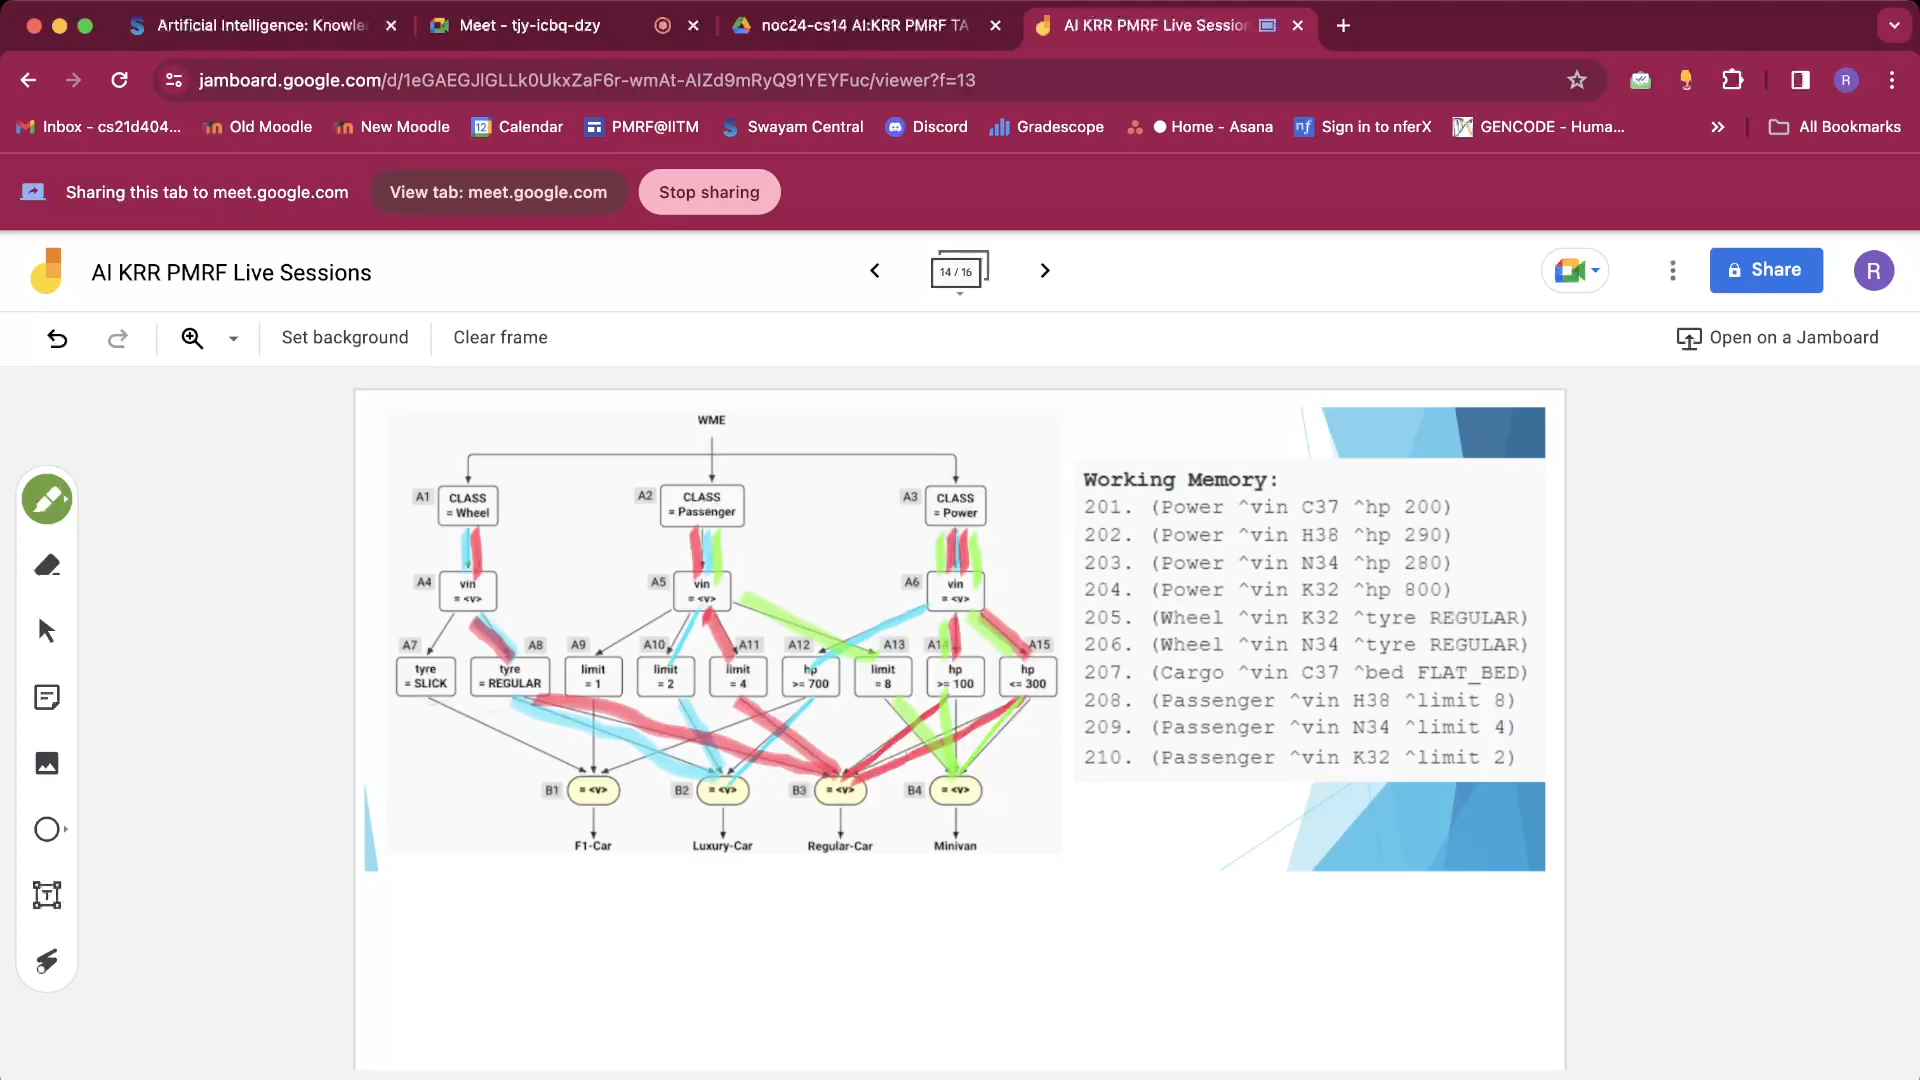 Artificial Intelligence: Knowle
Meet - tjy-icbq-dzy
noc24-cs14 AI:KRR PMRF TA
AI KRR PMRF Live Session
jamboard.google.com/d/1eGAEGJlGLLk0UkxZaF6r-wmAt-AIZd9mRyQ91YEYFuc/viewer?f=13
R
Inbox - cs21d404...
Old Moodle
New Moodle
12
Calendar
PMRF@IITM
Swayam Central
Discord
Gradescope
Home - Asana
nf
Sign in to nferX
GENCODE - Huma...
All Bookmarks
Sharing this tab to meet.google.com
View tab: meet.google.com
Stop sharing
AI KRR PMRF Live Sessions
14 / 16
Share
R
Set background
Clear frame
Open on a Jamboard
WME
A1
CLASS
= Wheel
A2
CLASS
= Passenger
A3
CLASS
= Power
A4
vin
= <v>
A5
vin
= <v>
A6
vin
= <v>
A7
A8
A9
A10
A11
A12
A13
A15
tyre
= SLICK
tyre
= REGULAR
limit
= 1
limit
= 2
limit
= 4
hp
>= 700
limit
= 8
hp
>= 100
hp
<= 300
B1
= <v>
B2
= <v>
B3
= <v>
B4
= <v>
F1-Car
Luxury-Car
Regular-Car
Minivan
Working Memory:
201. (Power ^vin C37 ^hp 200)
202. (Power ^vin H38 ^hp 290)
203. (Power ^vin N34 ^hp 280)
204. (Power ^vin K32 ^hp 800)
205. (Wheel ^vin K32 ^tyre REGULAR)
206. (Wheel ^vin N34 ^tyre REGULAR)
207. (Cargo ^vin C37 ^bed FLAT_BED)
208. (Passenger ^vin H38 ^limit 8)
209. (Passenger ^vin N34 ^limit 4)
210. (Passenger ^vin K32 ^limit 2)